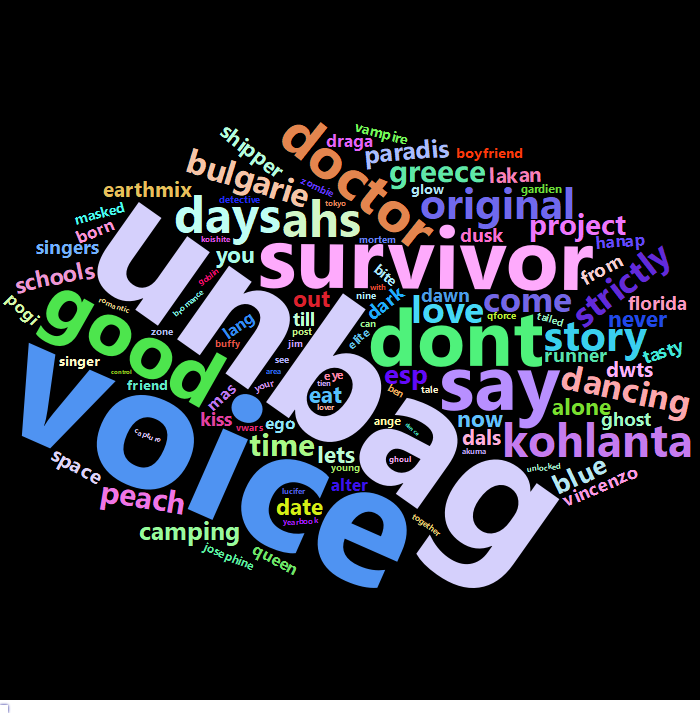 vampire
shipper
doctor
draga
paradis
boyfriend
bulgarie
greece
lakan
zombie
earthmix
glow
gardien
detective
tokyo
masked
days
ahs
original
project
born
koishite
mortem
dusk
hanap
singers
you
survivor
from
strictly
schools
unbag
goblin
bite
out
nine
with
dark
dawn
come
florida
pogi
good
romantic
byomance
till
love
qforce
tailed
never
zone
lang
post
can
elite
dont
story
buffy
jim
runner
tasty
singer
see
control
area
eye
esp
say
dwts
friend
mas
your
tien
eat
ben
tale
dancing
voice
lover
alone
kiss
vwars
ego
ange
dance
now
ghost
capture
time
lets
dals
kohlanta
akuma
space
young
ghoul
unlocked
blue
vincenzo
peach
lucifer
alter
date
camping
yearbook
together
josephine
queen